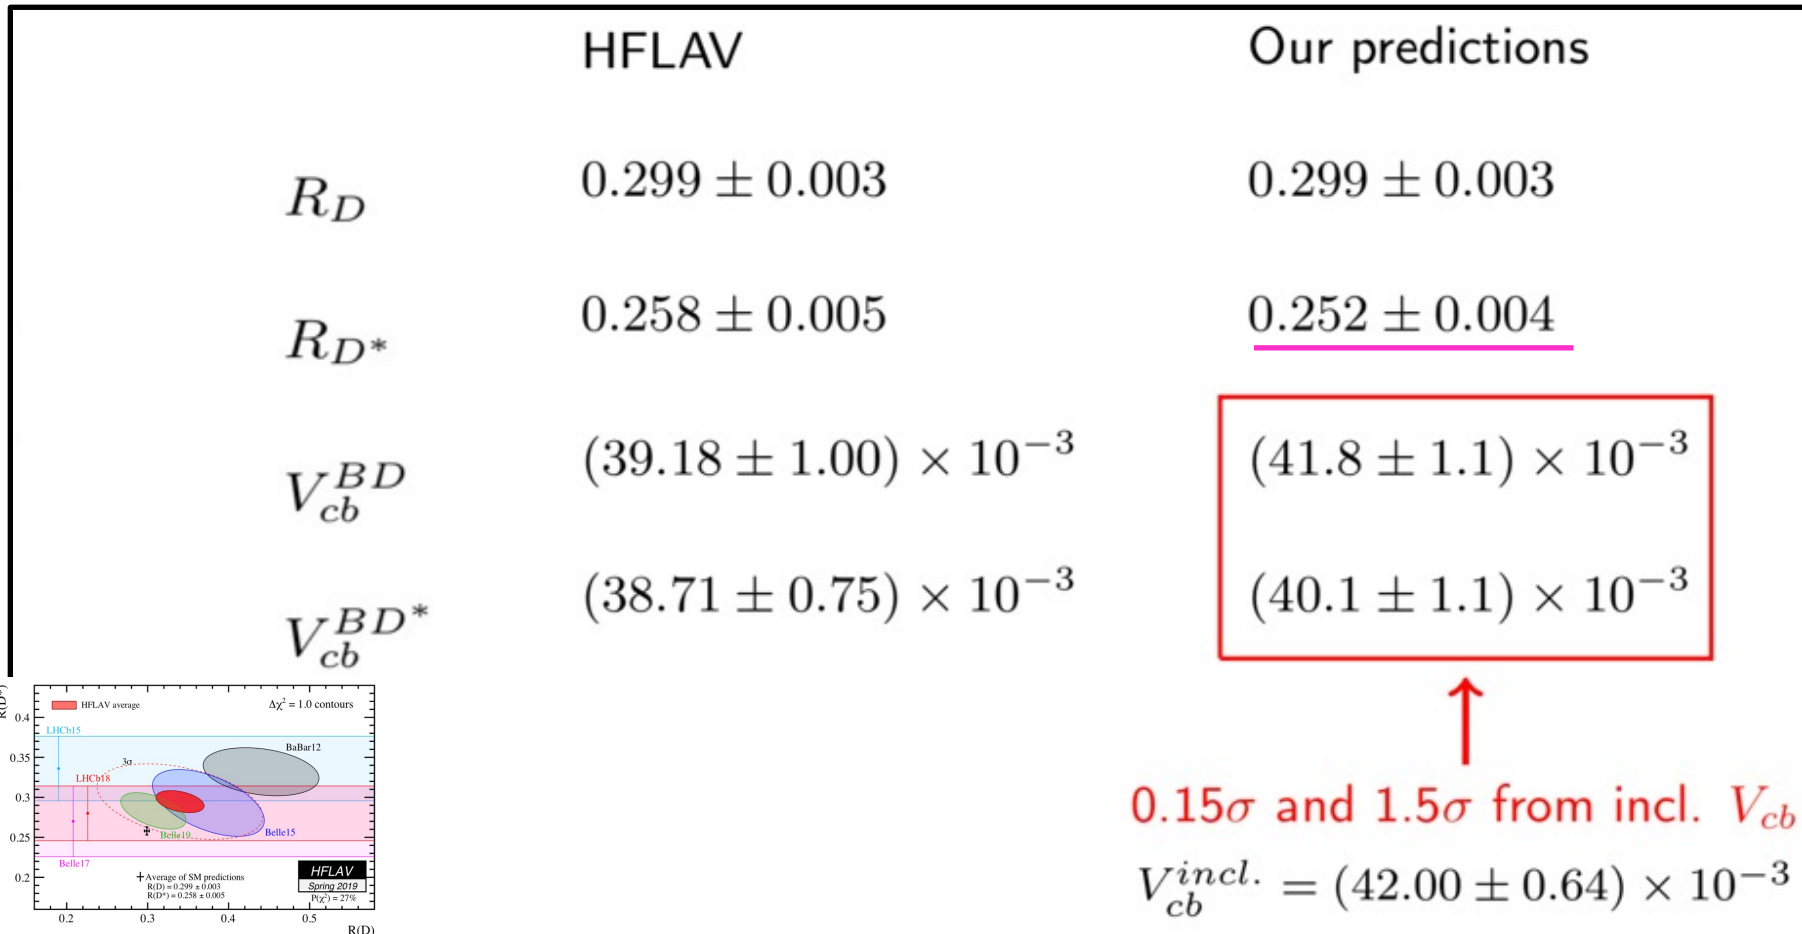 HFLAV Our predictions
R_D 0.299 ± 0.003 0.299 ± 0.003
R_{D*} 0.258 ± 0.005 0.252 ± 0.004
V_{cb}^{BD} (39.18 ± 1.00) × 10^{−3} (41.8 ± 1.1) × 10^{−3}
V_{cb}^{BD*} (38.71 ± 0.75) × 10^{−3} (40.1 ± 1.1) × 10^{−3}
0.15σ and 1.5σ from incl. V_{cb}
V_{cb}^{incl.} = (42.00 ± 0.64) × 10^{−3}
R(D*)
HFLAV average
Δχ² = 1.0 contours
0.4
LHCb15
BaBar12
0.35
3σ
LHCb18
0.3
Belle19
Belle15
0.25
Belle17
0.2
Average of SM predictions
R(D) = 0.299 ± 0.003
R(D*) = 0.258 ± 0.005
HFLAV
Spring 2019
P(χ²) = 27%
0.2 0.3 0.4 0.5
R(D)